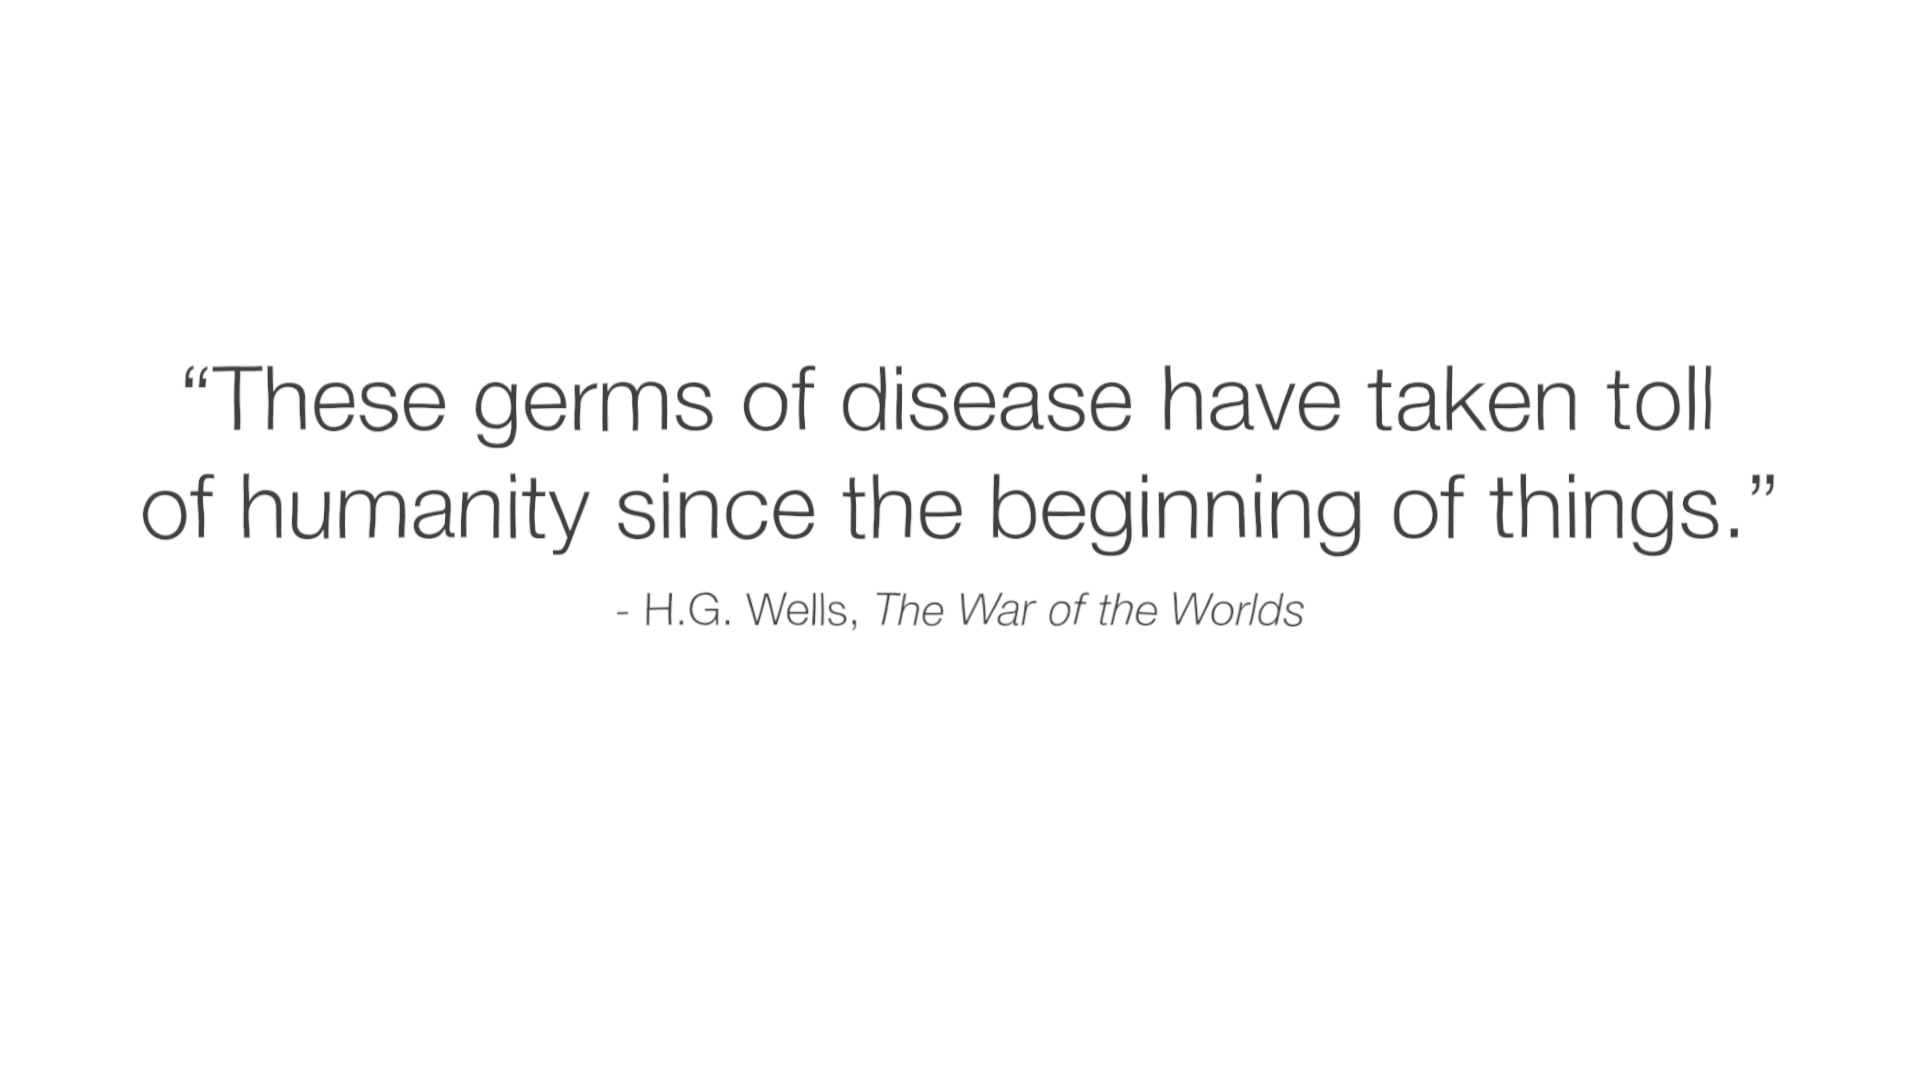 “These germs of disease have taken toll
of humanity since the beginning of things.”
- H.G. Wells, The War of the Worlds